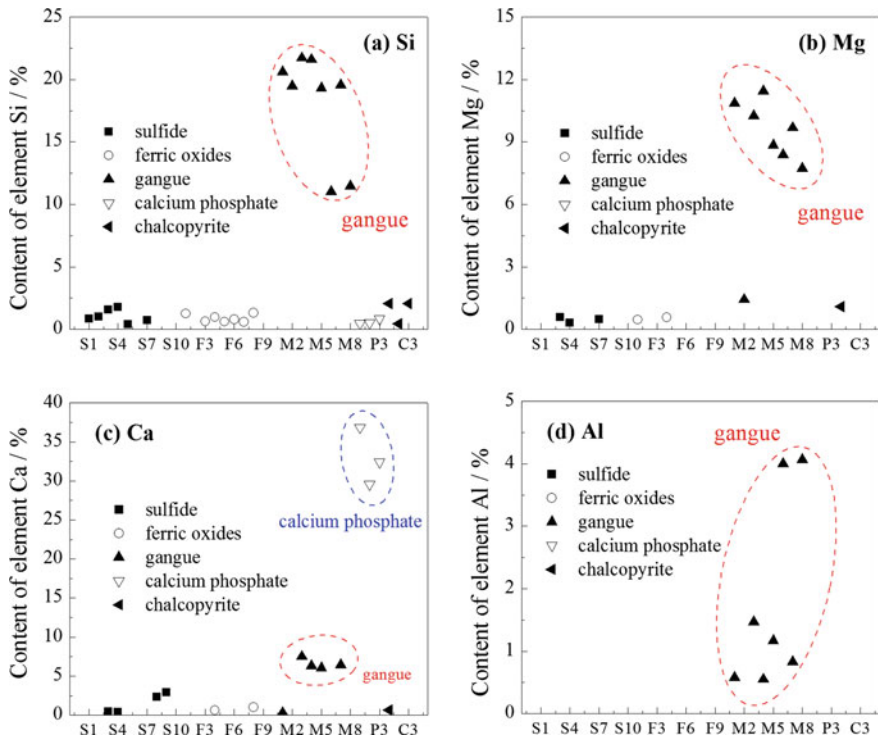 (a) Si
Content of element Si / %
25
20
15
10
5
0
sulfide
ferric oxides
gangue
calcium phosphate
chalcopyrite
gangue
S1 S4 S7 S10 F3 F6 F9 M2 M5 M8 P3 C3
(b) Mg
Content of element Mg / %
15
12
9
6
3
0
sulfide
ferric oxides
gangue
calcium phosphate
chalcopyrite
gangue
S1 S4 S7 S10 F3 F6 F9 M2 M5 M8 P3 C3
(c) Ca
Content of element Ca / %
40
35
30
25
20
15
10
5
0
sulfide
ferric oxides
gangue
calcium phosphate
chalcopyrite
calcium phosphate
gangue
S1 S4 S7 S10 F3 F6 F9 M2 M5 M8 P3 C3
(d) Al
Content of element Al / %
5
4
3
2
1
0
gangue
sulfide
ferric oxides
gangue
calcium phosphate
chalcopyrite
S1 S4 S7 S10 F3 F6 F9 M2 M5 M8 P3 C3